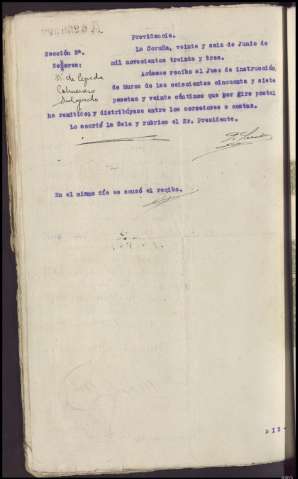 Providencia.
Sección Nª. La Coruña, veinte y seis de Junio de
Señores: mil novecientos treinta y tres.
Acúsese recibo al Juez de instrucción
de Muros de las seiscientas cincuenta y siete
pesetas y veinte céntimos que por giro postal
ha remitido; y distribúyase entre los acreedores a costas.
Lo acordó la Sala y rubrica el Sr. Presidente.
En el mismo día se acusó el recibo.